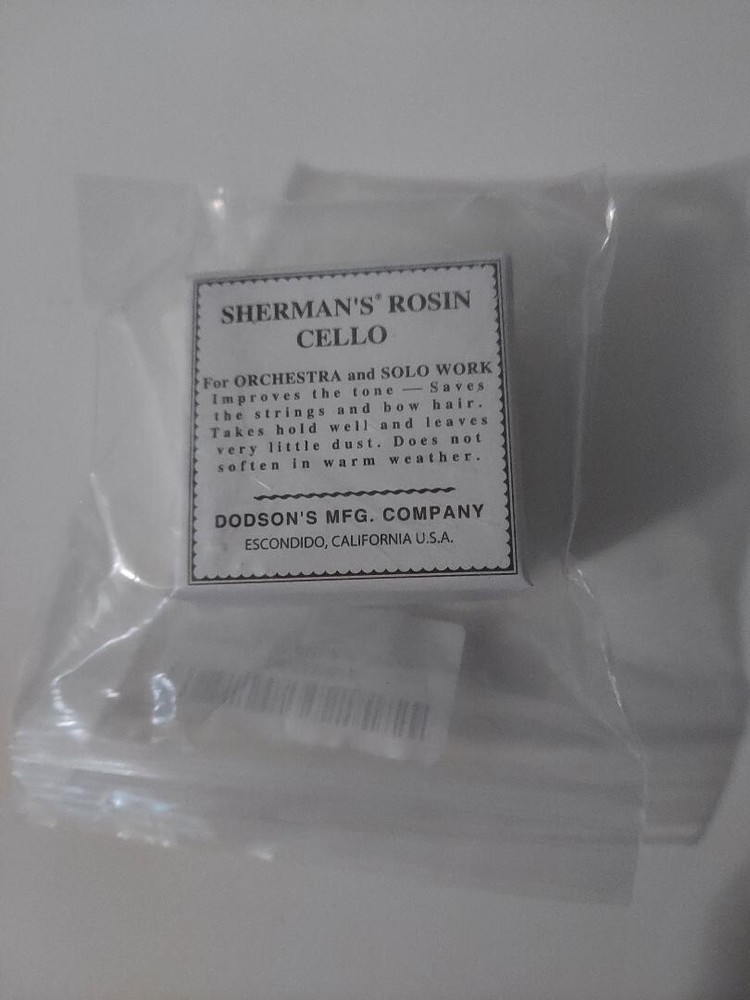 SHERMAN'S® ROSIN
CELLO
For ORCHESTRA and SOLO WORK
Improves the tone — Saves
the strings and bow hair.
Takes hold well and leaves
very little dust. Does not
soften in warm weather.
DODSON'S MFG. COMPANY
ESCONDIDO, CALIFORNIA U.S.A.